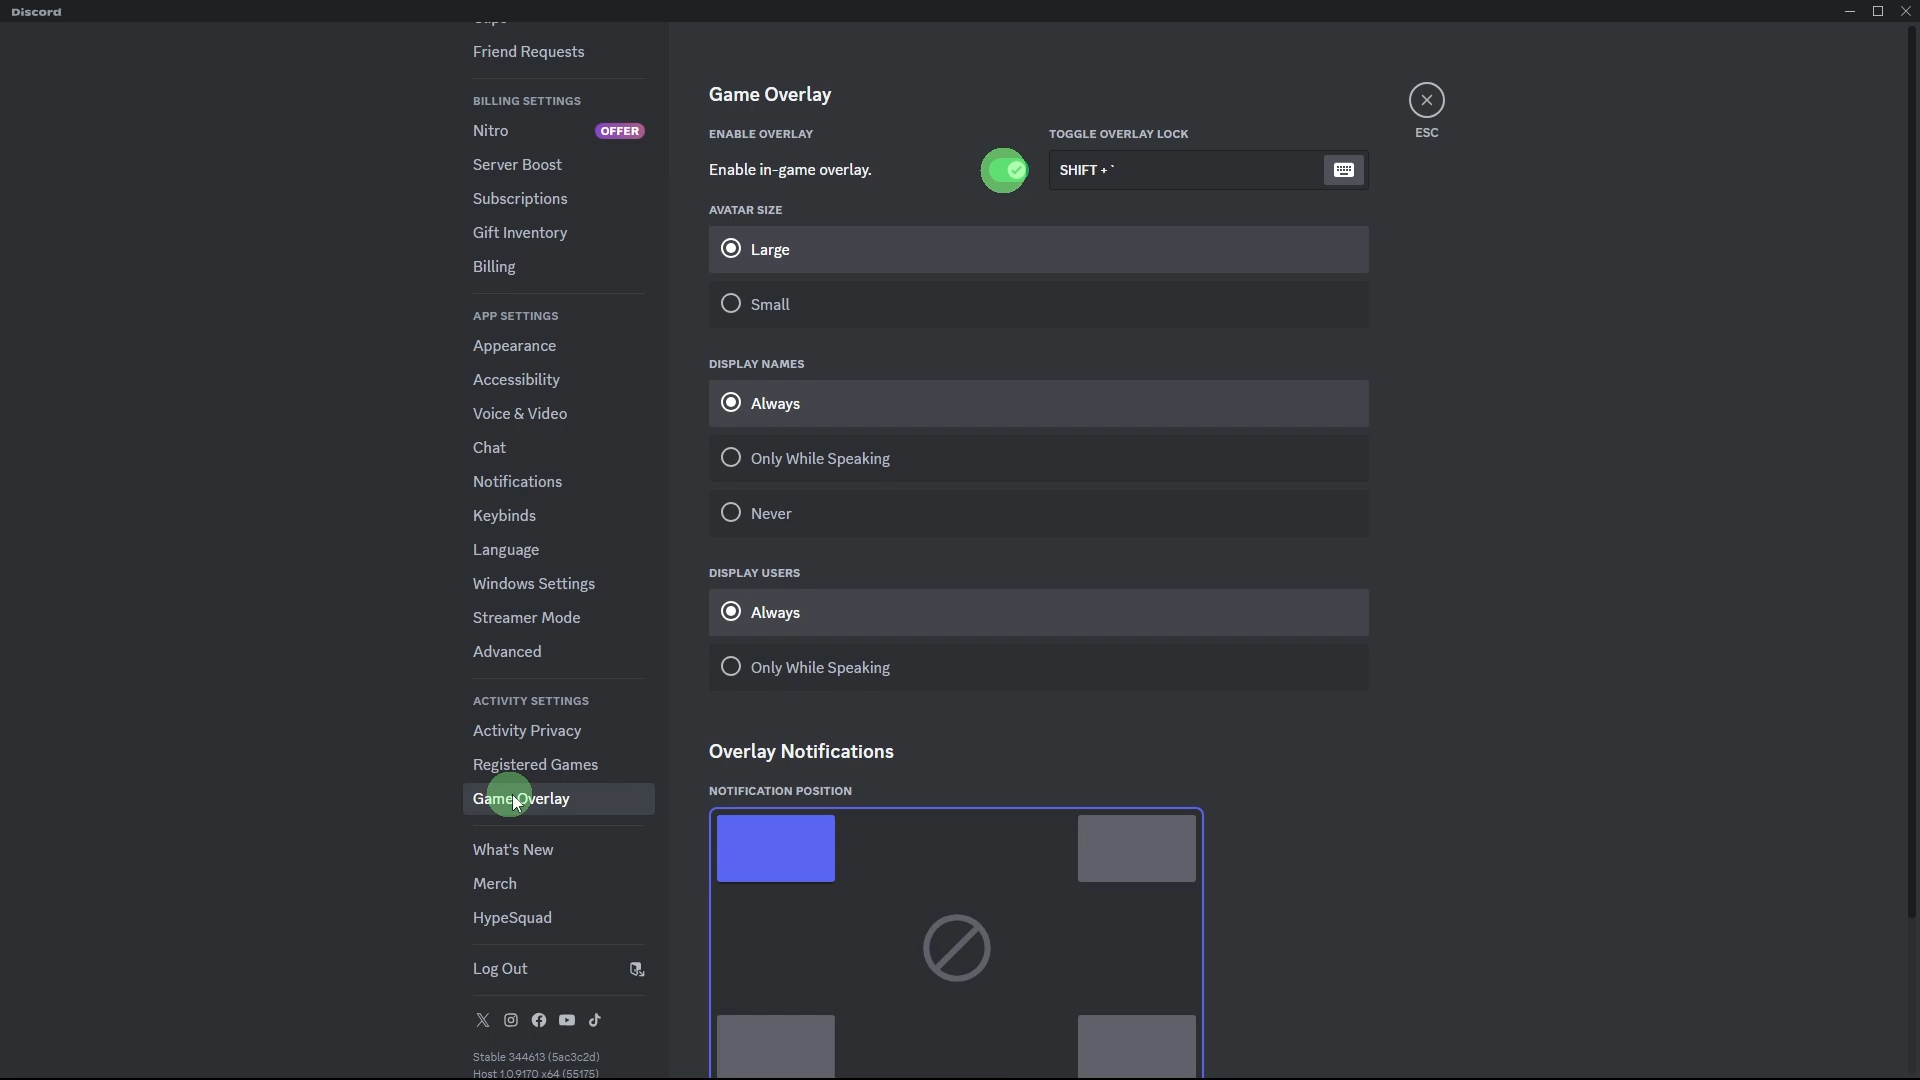 Discord
Friend Requests
BILLING SETTINGS
Nitro
OFFER
Server Boost
Subscriptions
Gift Inventory
Billing
APP SETTINGS
Appearance
Accessibility
Voice & Video
Chat
Notifications
Keybinds
Language
Windows Settings
Streamer Mode
Advanced
ACTIVITY SETTINGS
Activity Privacy
Registered Games
Game Overlay
What's New
Merch
HypeSquad
Log Out
Stable 344613 (5ac3c2d)
Host 1.0.9170 x64 (55175)
Game Overlay
ESC
ENABLE OVERLAY
Enable in-game overlay.
TOGGLE OVERLAY LOCK
SHIFT + `
AVATAR SIZE
Large
Small
DISPLAY NAMES
Always
Only While Speaking
Never
DISPLAY USERS
Always
Only While Speaking
Overlay Notifications
NOTIFICATION POSITION